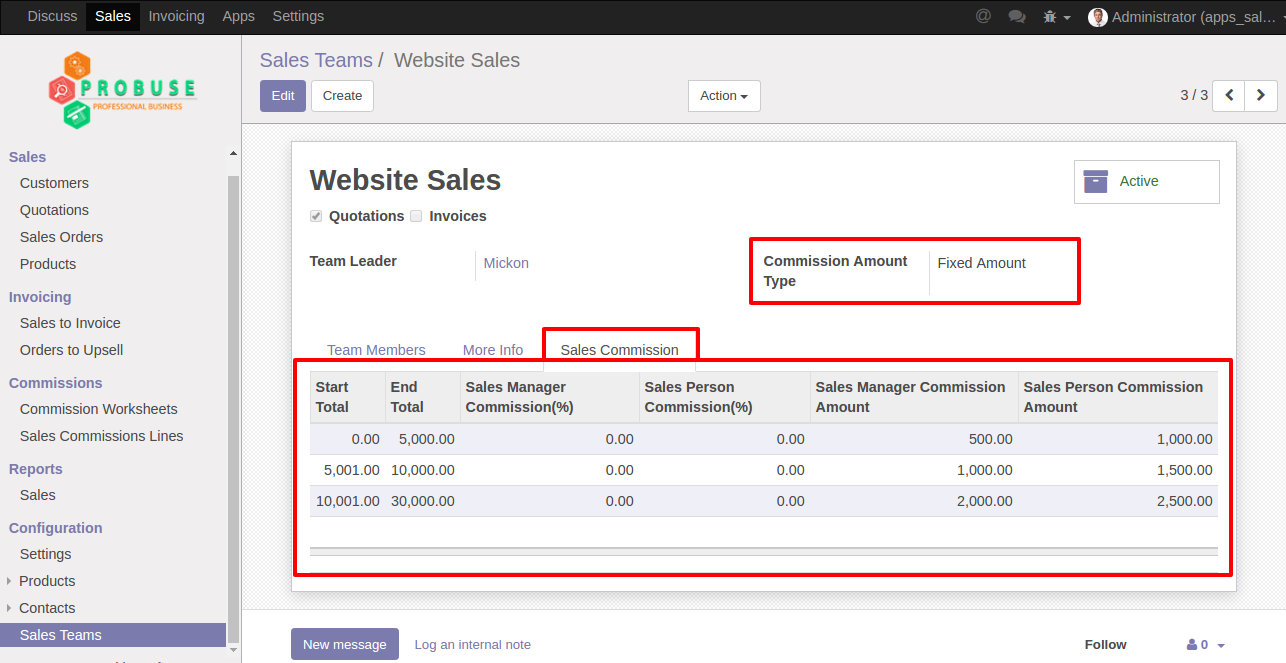 Discuss Sales Invoicing Apps Settings @ Administrator (apps_sal...
PROBUSE
PROFESSIONAL BUSINESS
Sales
Customers
Quotations
Sales Orders
Products
Invoicing
Sales to Invoice
Orders to Upsell
Commissions
Commission Worksheets
Sales Commissions Lines
Reports
Sales
Configuration
Settings
Products
Contacts
Sales Teams
Sales Teams / Website Sales
Edit Create Action 3 / 3
Website Sales
Active
Quotations Invoices
Team Leader Mickon
Commission Amount Type Fixed Amount
Team Members More Info Sales Commission
Start Total End Total Sales Manager Commission(%) Sales Person Commission(%) Sales Manager Commission Amount Sales Person Commission Amount
0.00 5,000.00 0.00 0.00 500.00 1,000.00
5,001.00 10,000.00 0.00 0.00 1,000.00 1,500.00
10,001.00 30,000.00 0.00 0.00 2,000.00 2,500.00
New message Log an internal note Follow 0